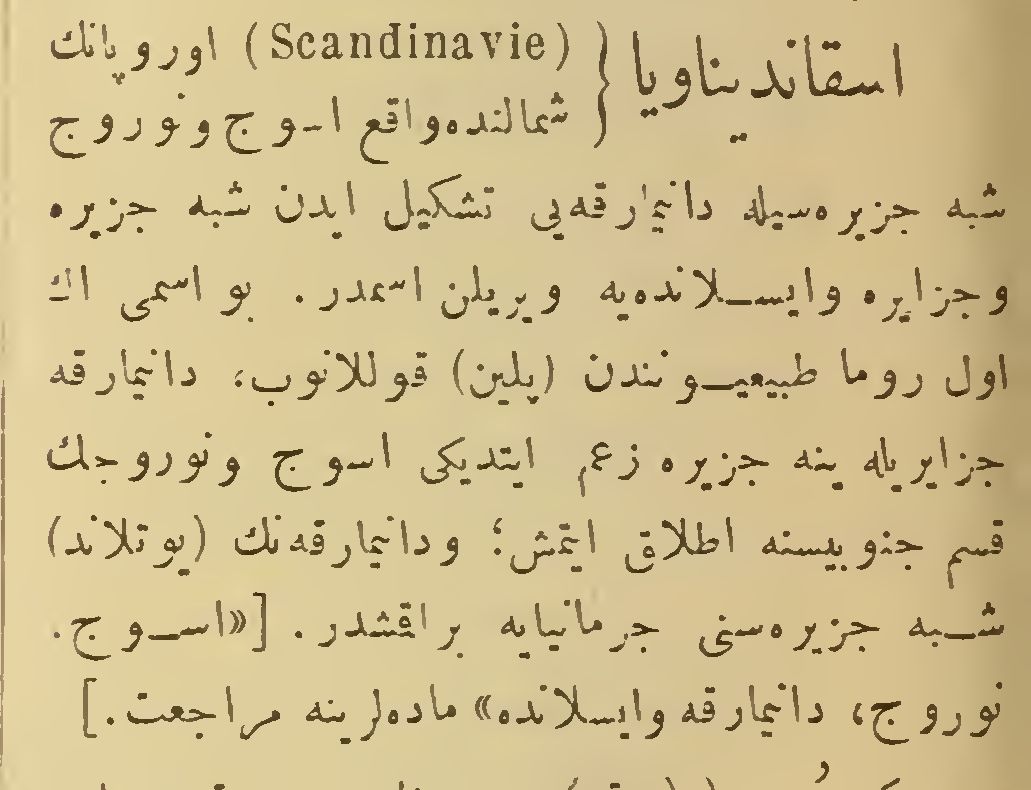 اسقاندیناویا { (Scandinavie) اوروپانك
شمالنده واقع اسوج ونوروج
شبه جزیره سیله دانیمارقه یی تشکیل ایدن شبه جزیره
وجزایره وایسلانده یه ویریلن اسمدر. بو اسمی اك
اول روما طبیعیوننـدن (پلین) قوللانوب، دانیمارقه
جزایریله ینه جزیره زعم ایتدیکی اسوج ونوروجك
قسم جنوبیسنه اطلاق ایتمش؛ ودانیمارقه نك (یوتلاند)
شبه جزیره سنی جرمانیایه براقشدر. [«اسوج.
نوروج، دانیمارقه وایسلانده» ماده لرینه مراجعت.]